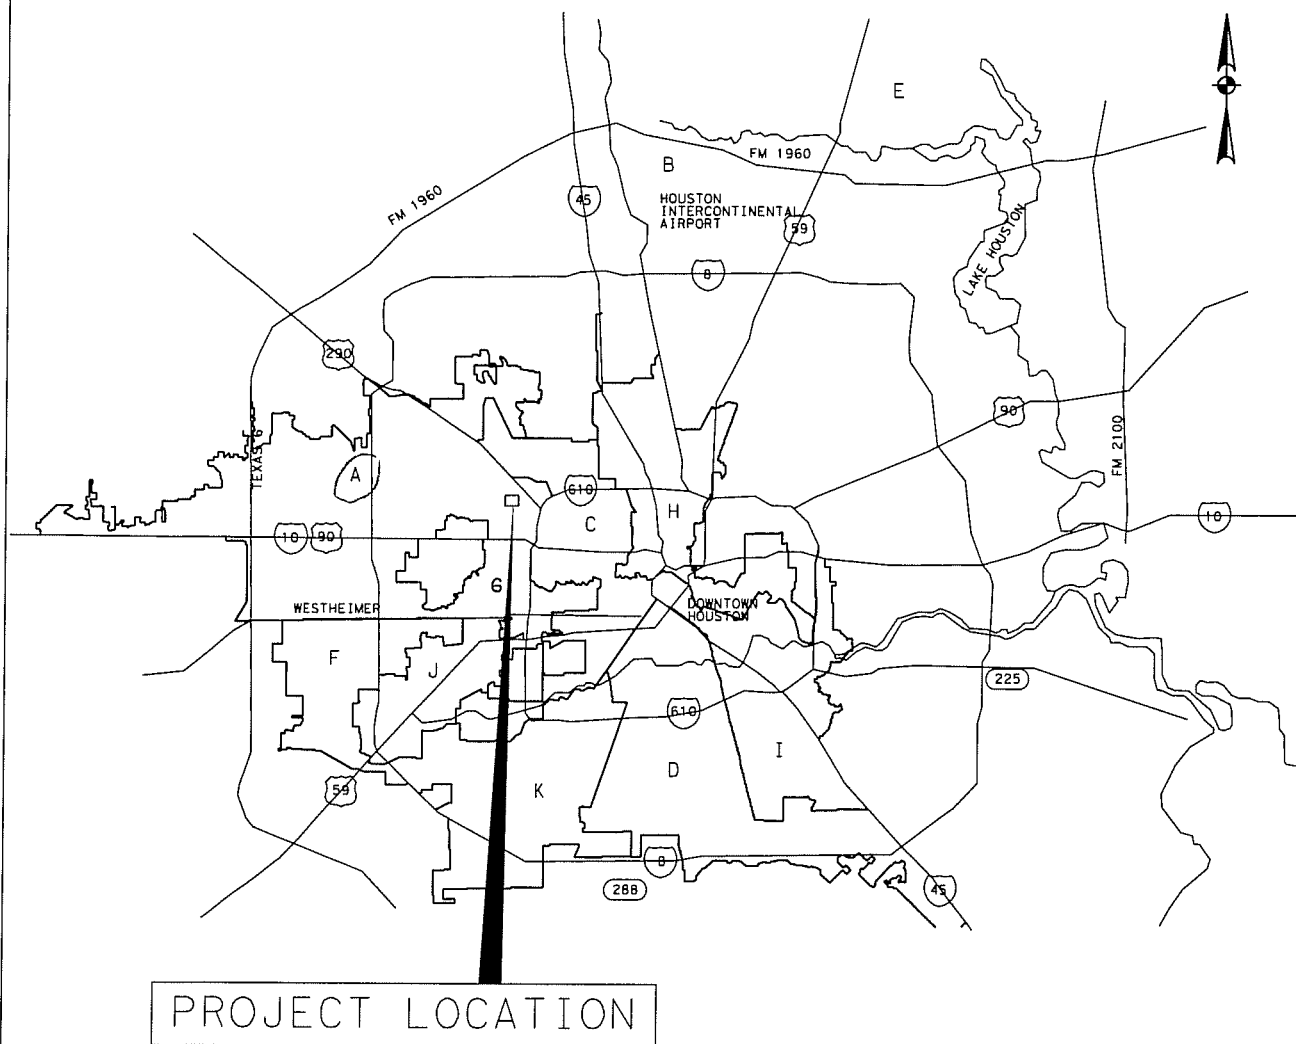 E
FM 1960
B
FM 1960
45
HOUSTON
INTERCONTINENTAL
AIRPORT
59
LAKE HOUSTON
8
290
90
TEXAS 6
FM 2100
A
610
C
H
10
10
90
G
WESTHEIMER
DOWNTOWN
HOUSTON
F
J
225
610
I
D
K
59
8
288
45
PROJECT LOCATION